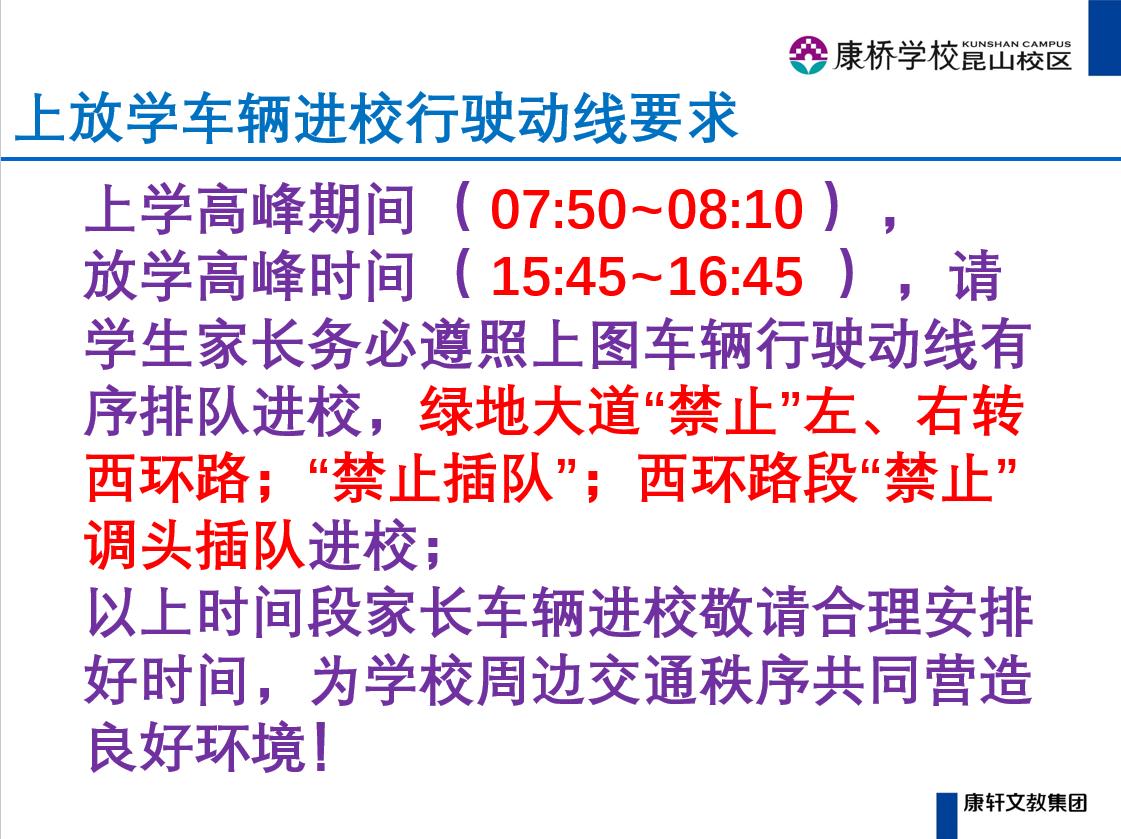 康桥学校 KUNSHAN CAMPUS
昆山校区
上放学车辆进校行驶动线要求
上学高峰期间（07:50~08:10），
放学高峰时间（15:45~16:45 ），请
学生家长务必遵照上图车辆行驶动线有
序排队进校，绿地大道“禁止”左、右转
西环路；“禁止插队”；西环路段“禁止”
调头插队进校；
以上时间段家长车辆进校敬请合理安排
好时间，为学校周边交通秩序共同营造
良好环境！
康轩文教集团